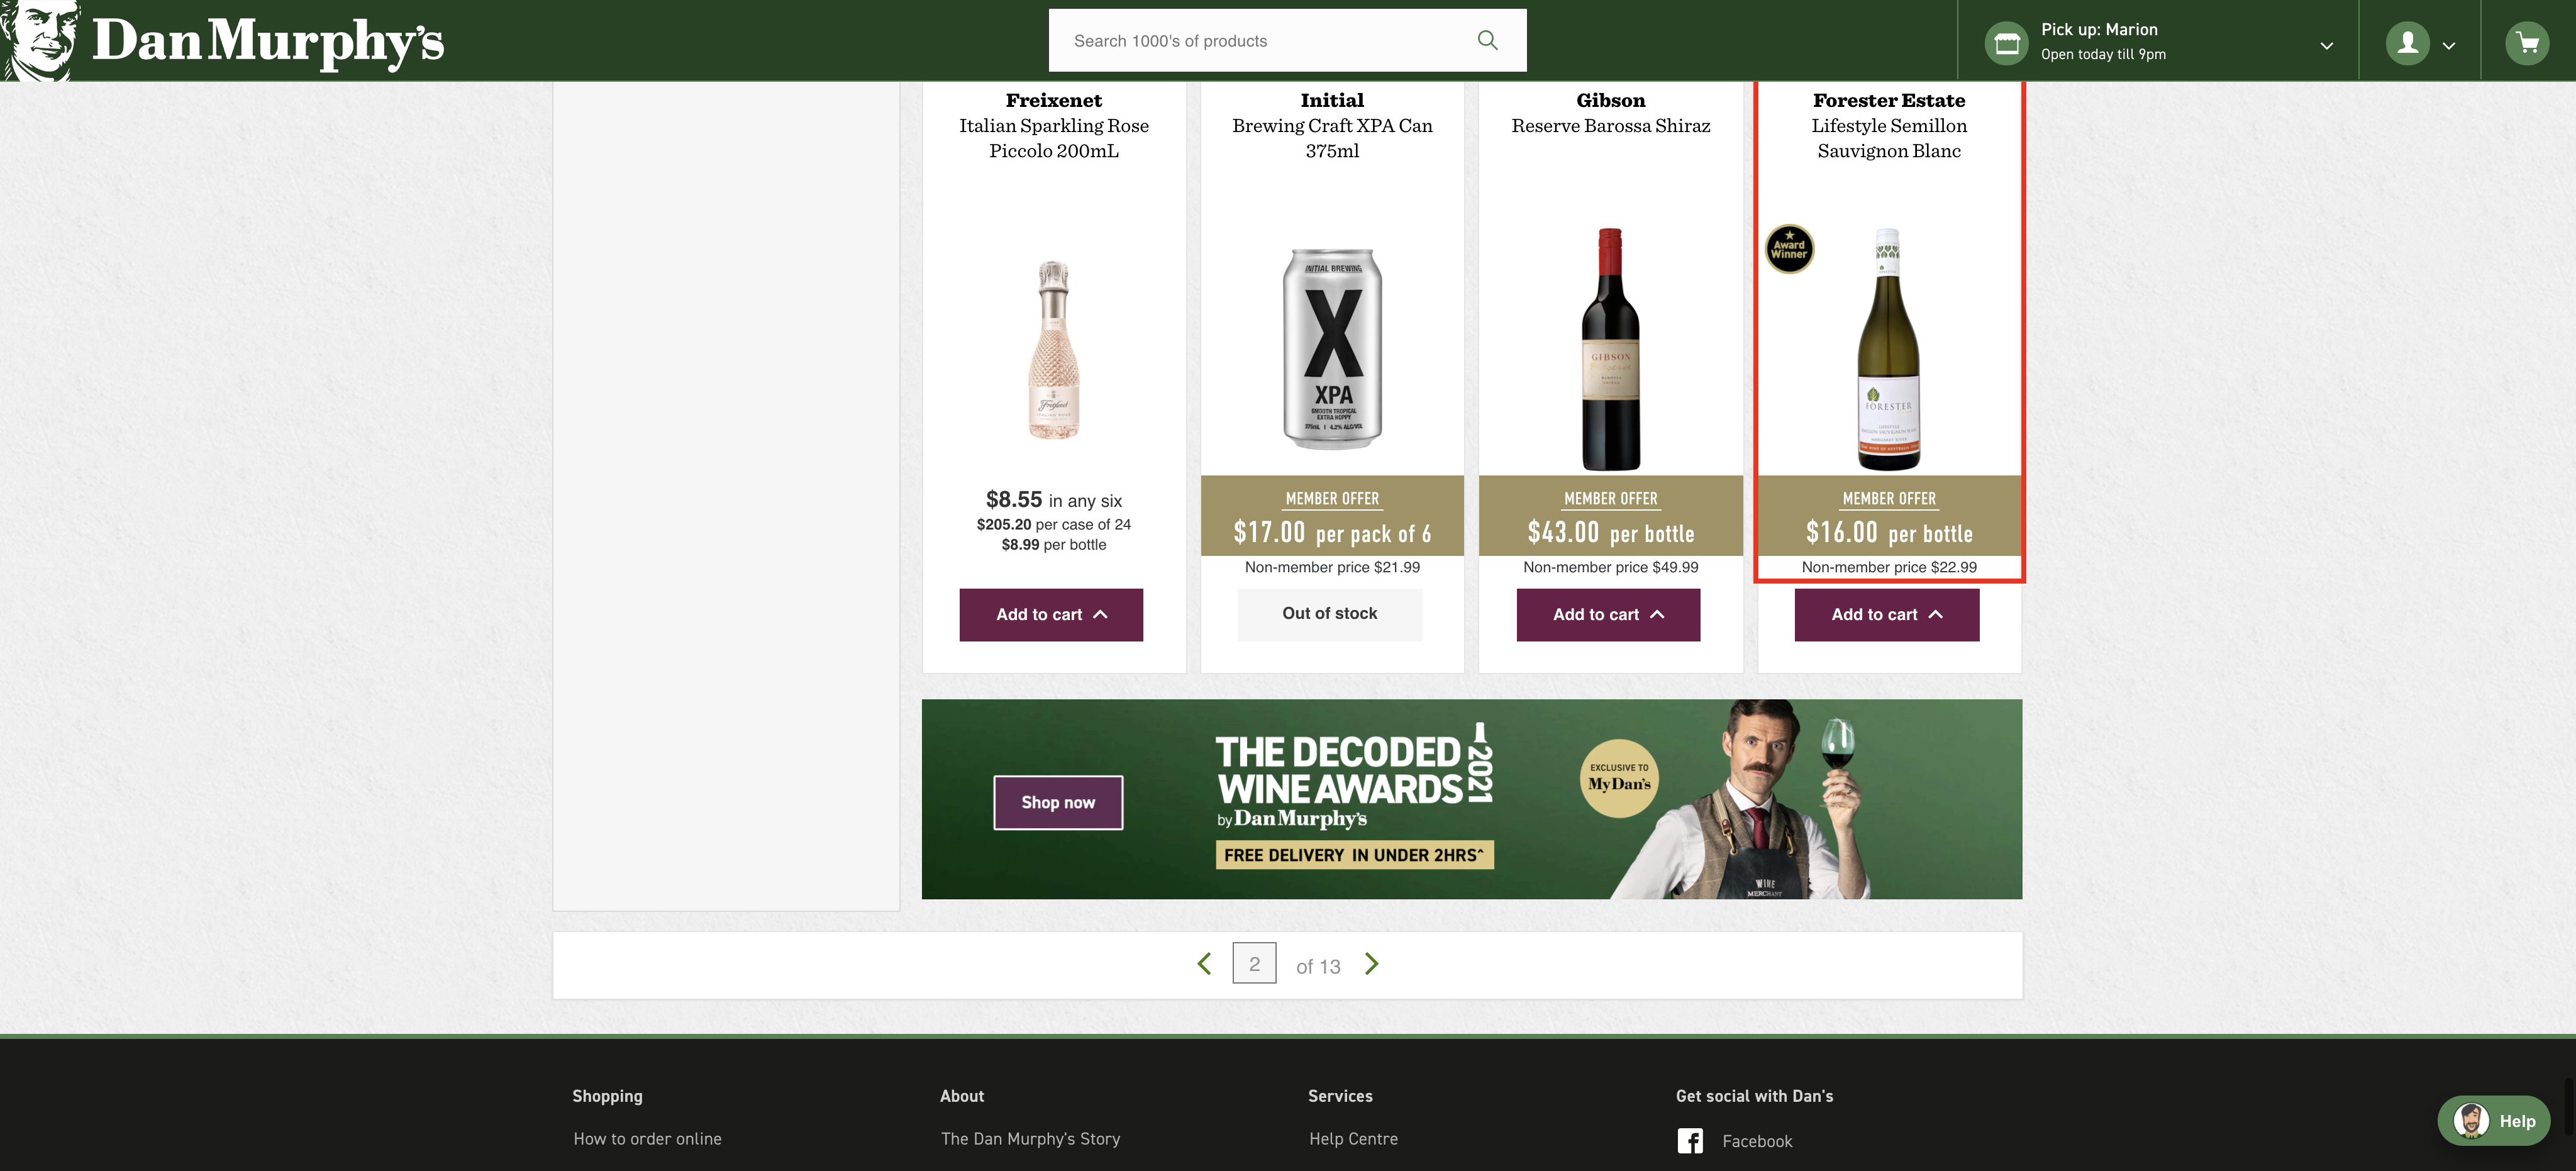 Dan Murphy's
Search 1000's of products
Pick up: Marion
Open today till 9pm
Freixenet
Italian Sparkling Rose
Piccolo 200mL
Freixenet
$8.55 in any six
$205.20 per case of 24
$8.99 per bottle
Add to cart
Initial
Brewing Craft XPA Can
375ml
INITIAL BREWING
X
XPA
SMOOTH TROPICAL
EXTRA HOPPY
MEMBER OFFER
$17.00 per pack of 6
Non-member price $21.99
Out of stock
Gibson
Reserve Barossa Shiraz
GIBSON
MEMBER OFFER
$43.00 per bottle
Non-member price $49.99
Add to cart
Forester Estate
Lifestyle Semillon
Sauvignon Blanc
Award
Winner
FORESTER
MEMBER OFFER
$16.00 per bottle
Non-member price $22.99
Add to cart
Shop now
THE DECODED
WINE AWARDS
2021
by Dan Murphy's
FREE DELIVERY IN UNDER 2HRS^
EXCLUSIVE TO
MyDan's
WINE
MERCHANT
2 of 13
Shopping
How to order online
About
The Dan Murphy's Story
Services
Help Centre
Get social with Dan's
Facebook
Help